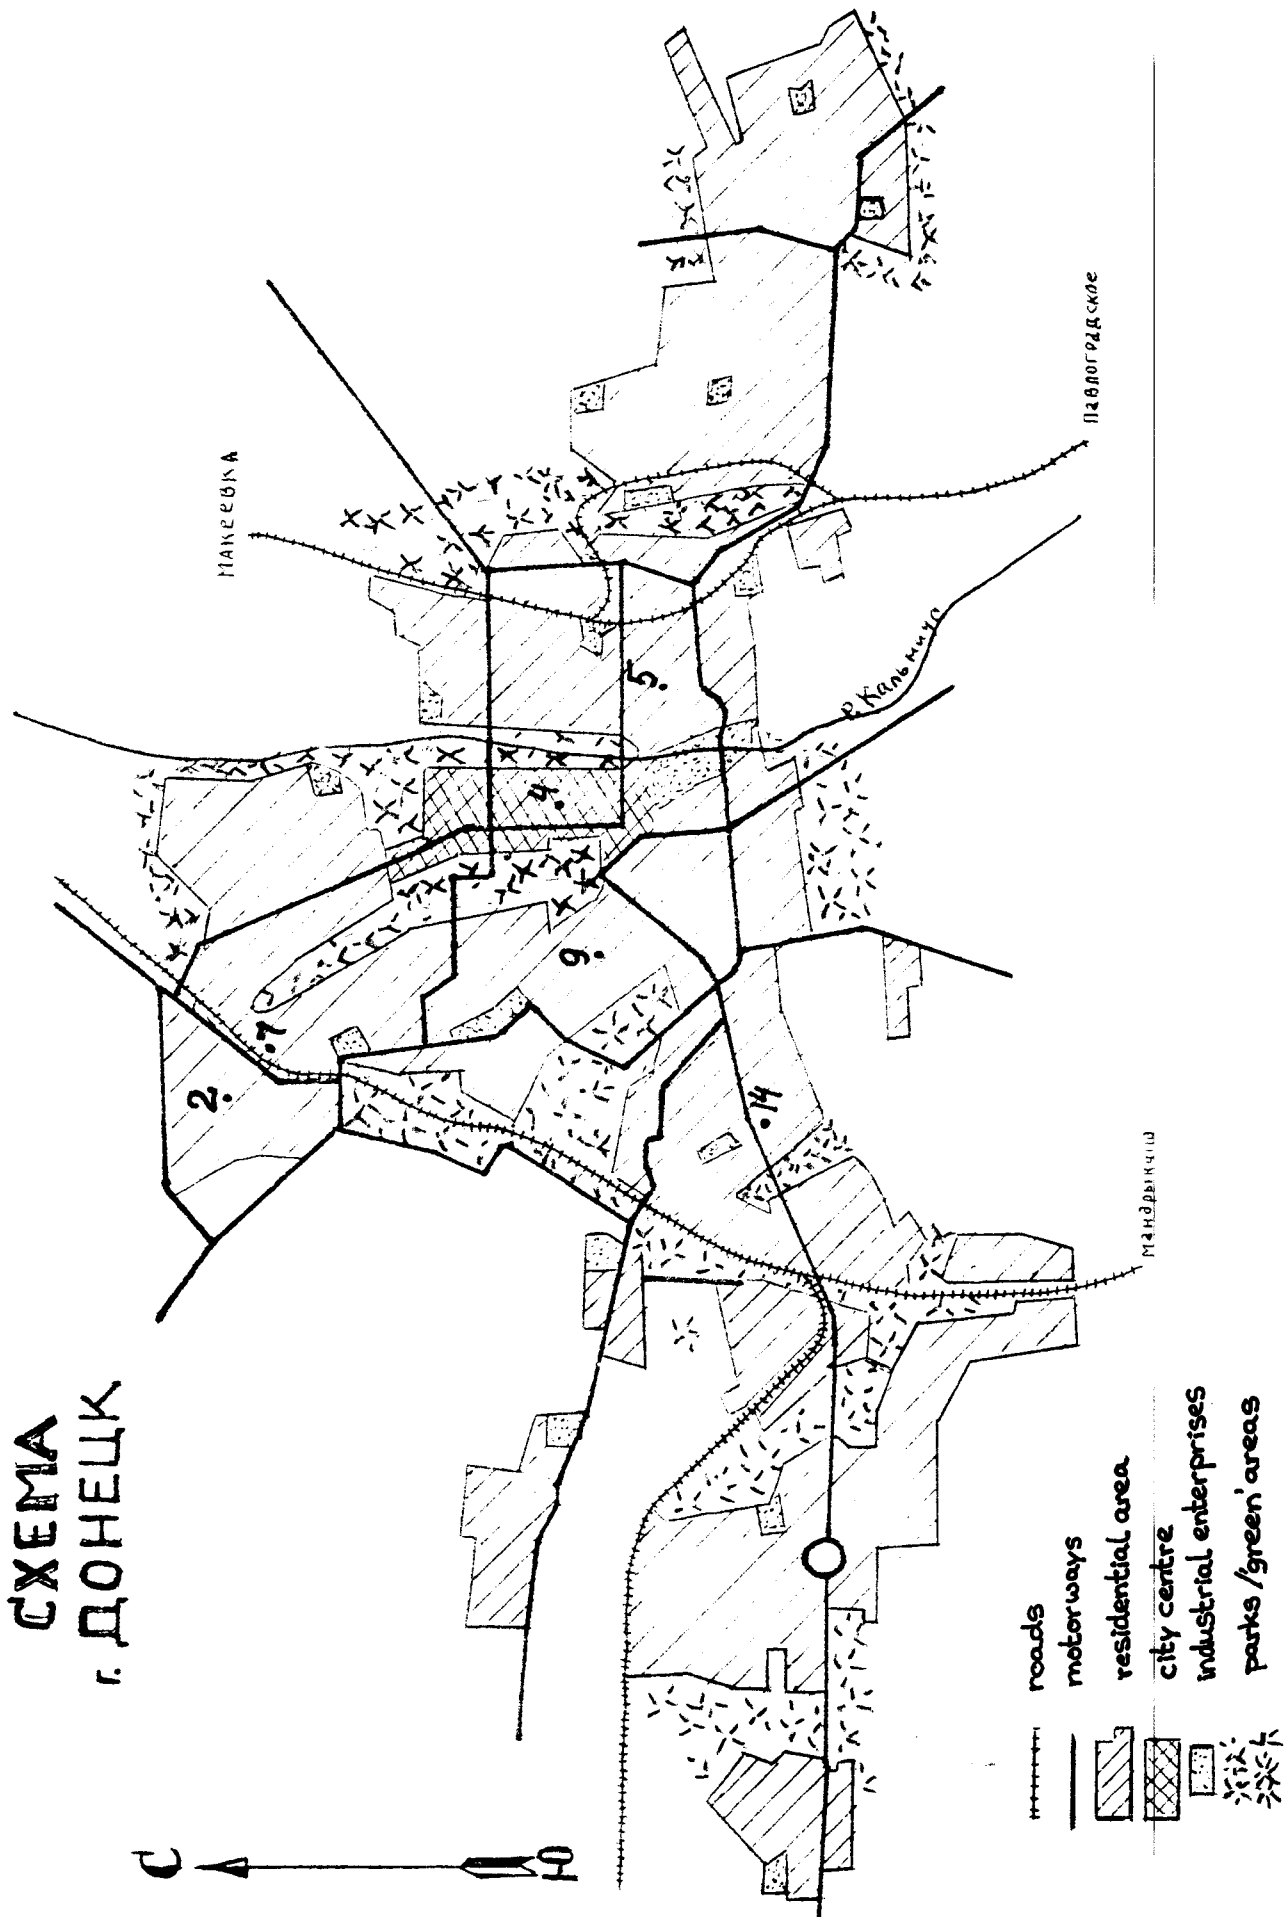 СХЕМА
г. ДОНЕЦК
С
Ю
МАКЕЕВКА
2.
.7
4.
5.
9.
.14
р. Кальмиус
Павлоградское
Мандрыкино
roads
motorways
residential area
city centre
industrial enterprises
parks /'green' areas